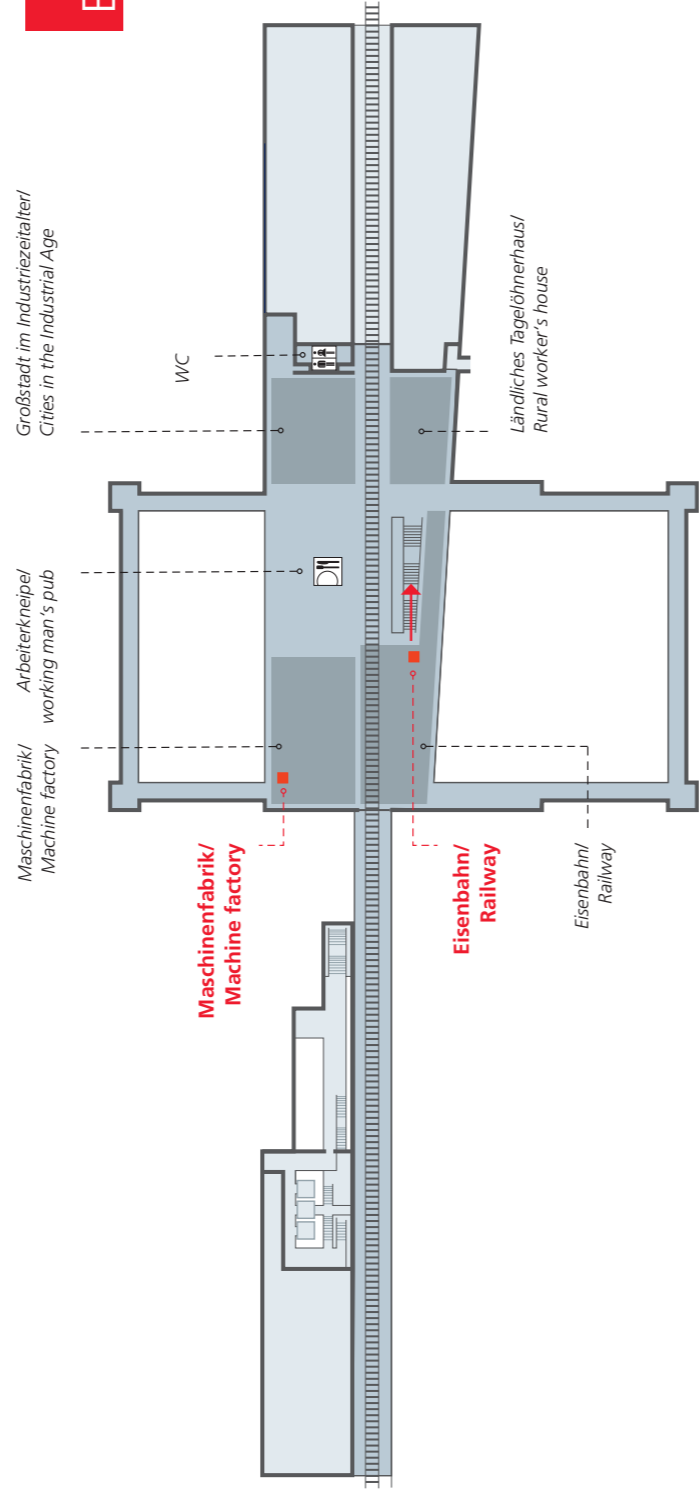 Maschinenfabrik/
Machine factory
Arbeiterkneipe/
working man's pub
Großstadt im Industriezeitalter/
Cities in the Industrial Age
WC
Maschinenfabrik/
Machine factory
Eisenbahn/
Railway
Ländliches Tagelöhnerhaus/
Rural worker's house
Eisenbahn/
Railway